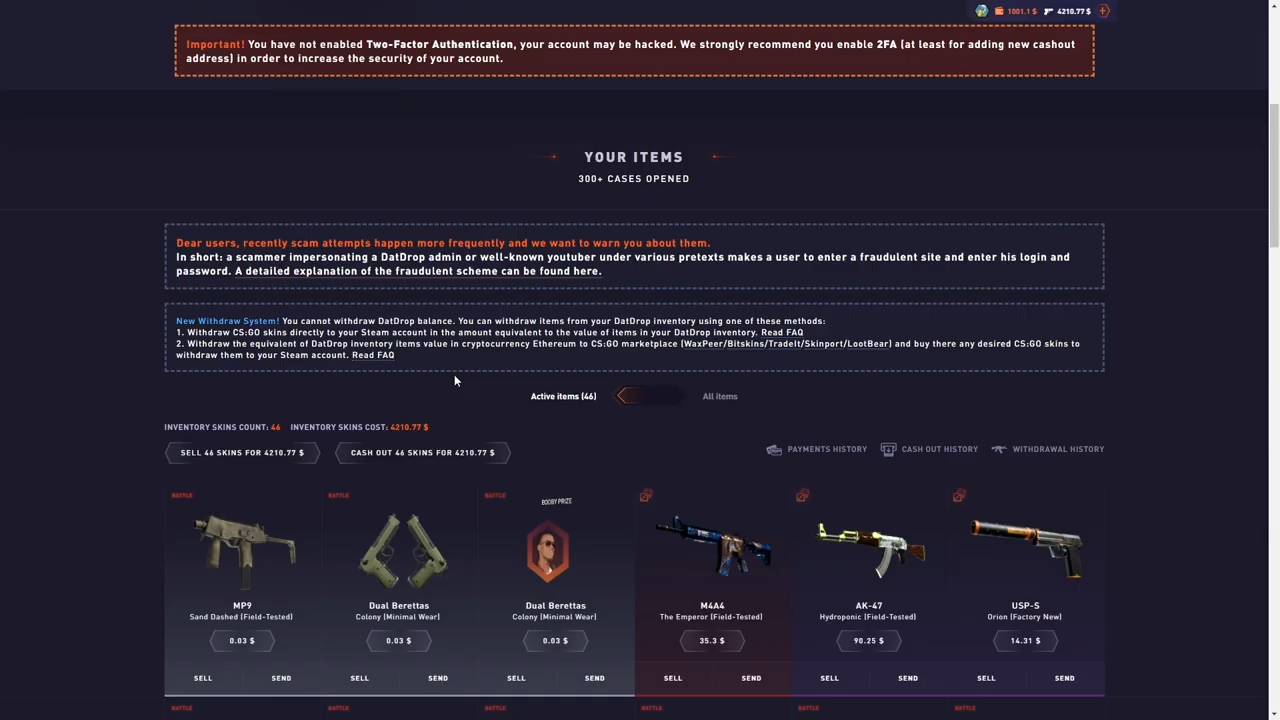 1001.1 $ 4210.77 $
Important! You have not enabled Two-Factor Authentication, your account may be hacked. We strongly recommend you enable 2FA (at least for adding new cashout
address) in order to increase the security of your account.
YOUR ITEMS
300+ CASES OPENED
Dear users, recently scam attempts happen more frequently and we want to warn you about them.
In short: a scammer impersonating a DatDrop admin or well-known youtuber under various pretexts makes a user to enter a fraudulent site and enter his login and
password. A detailed explanation of the fraudulent scheme can be found here.
New Withdraw System! You cannot withdraw DatDrop balance. You can withdraw items from your DatDrop inventory using one of these methods:
1. Withdraw CS:GO skins directly to your Steam account in the amount equivalent to the value of items in your DatDrop inventory. Read FAQ
2. Withdraw the equivalent of DatDrop inventory items value in cryptocurrency Ethereum to CS:GO marketplace (WaxPeer/Bitskins/TradeIt/Skinport/LootBear) and buy there any desired CS:GO skins to
withdraw them to your Steam account. Read FAQ
Active items (46) All items
INVENTORY SKINS COUNT: 46 INVENTORY SKINS COST: 4210.77 $
SELL 46 SKINS FOR 4210.77 $ CASH OUT 46 SKINS FOR 4210.77 $ PAYMENTS HISTORY CASH OUT HISTORY WITHDRAWAL HISTORY
BATTLE BATTLE BATTLE BOOBY PRIZE
MP9 Dual Berettas Dual Berettas M4A4 AK-47 USP-S
Sand Dashed (Field-Tested) Colony (Minimal Wear) Colony (Minimal Wear) The Emperor (Field-Tested) Hydroponic (Field-Tested) Orion (Factory New)
0.03 $ 0.03 $ 0.03 $ 35.3 $ 90.25 $ 14.31 $
SELL SEND SELL SEND SELL SEND SELL SEND SELL SEND SELL SEND
BATTLE BATTLE BATTLE BATTLE BATTLE BATTLE